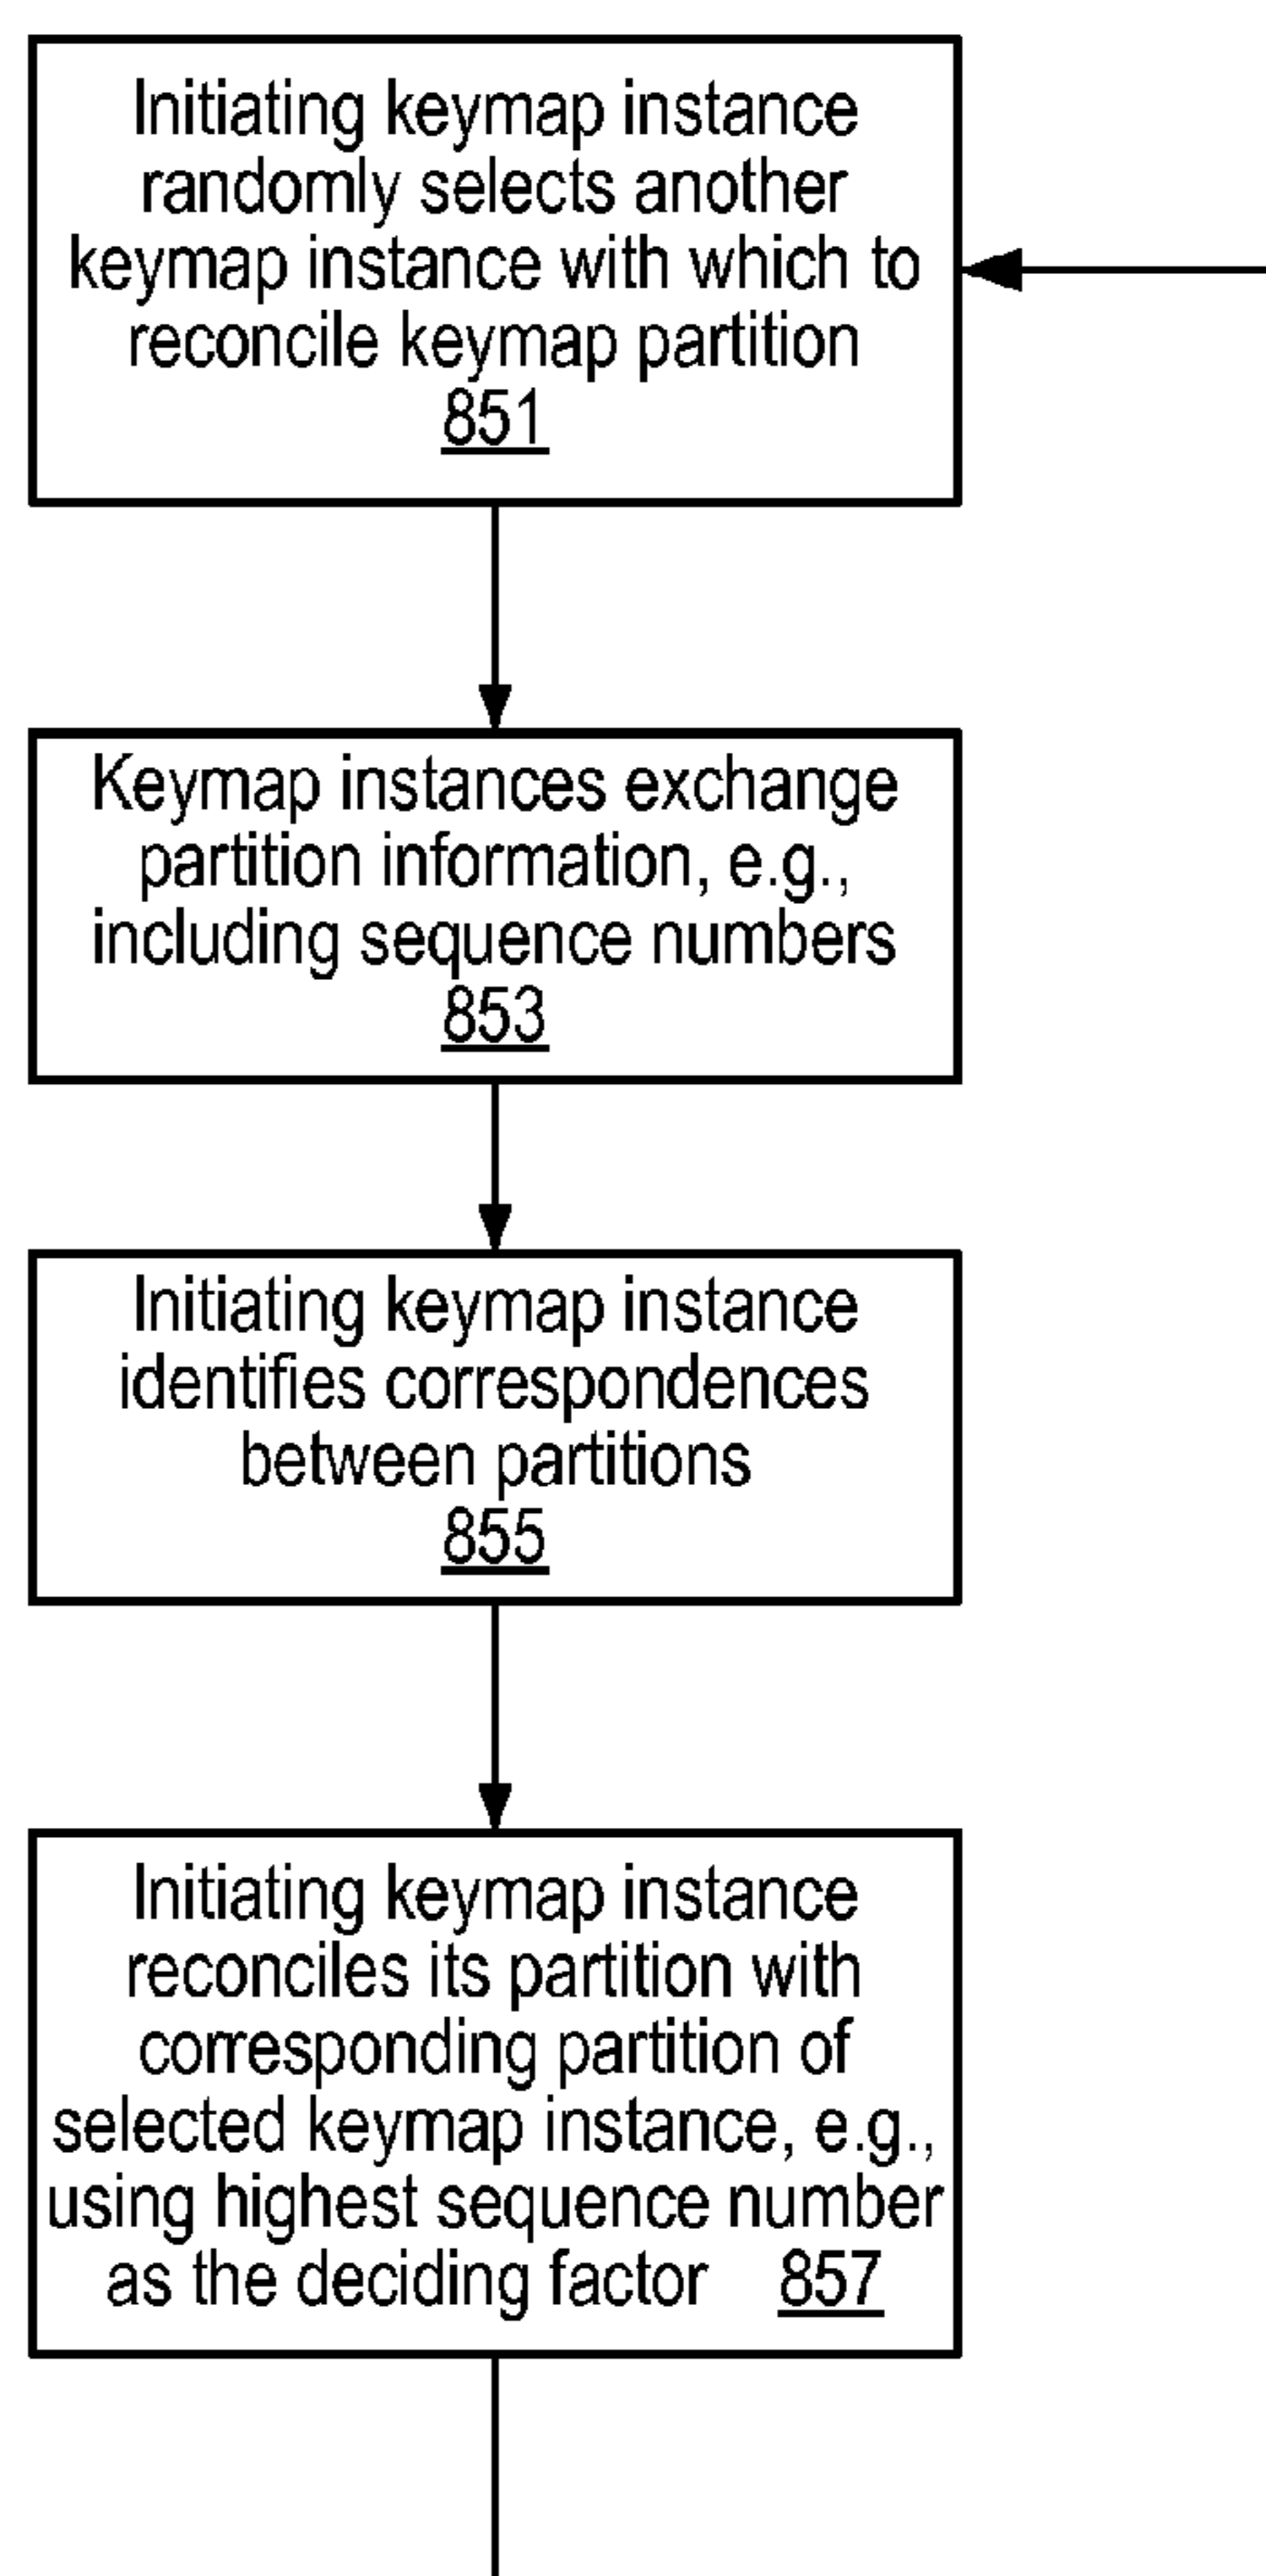 Initiating keymap instance
randomly selects another
keymap instance with which to
reconcile keymap partition
851
Keymap instances exchange
partition information, e.g.,
including sequence numbers
853
Initiating keymap instance
identifies correspondences
between partitions
855
Initiating keymap instance
reconciles its partition with
corresponding partition of
selected keymap instance, e.g.,
using highest sequence number
as the deciding factor 857